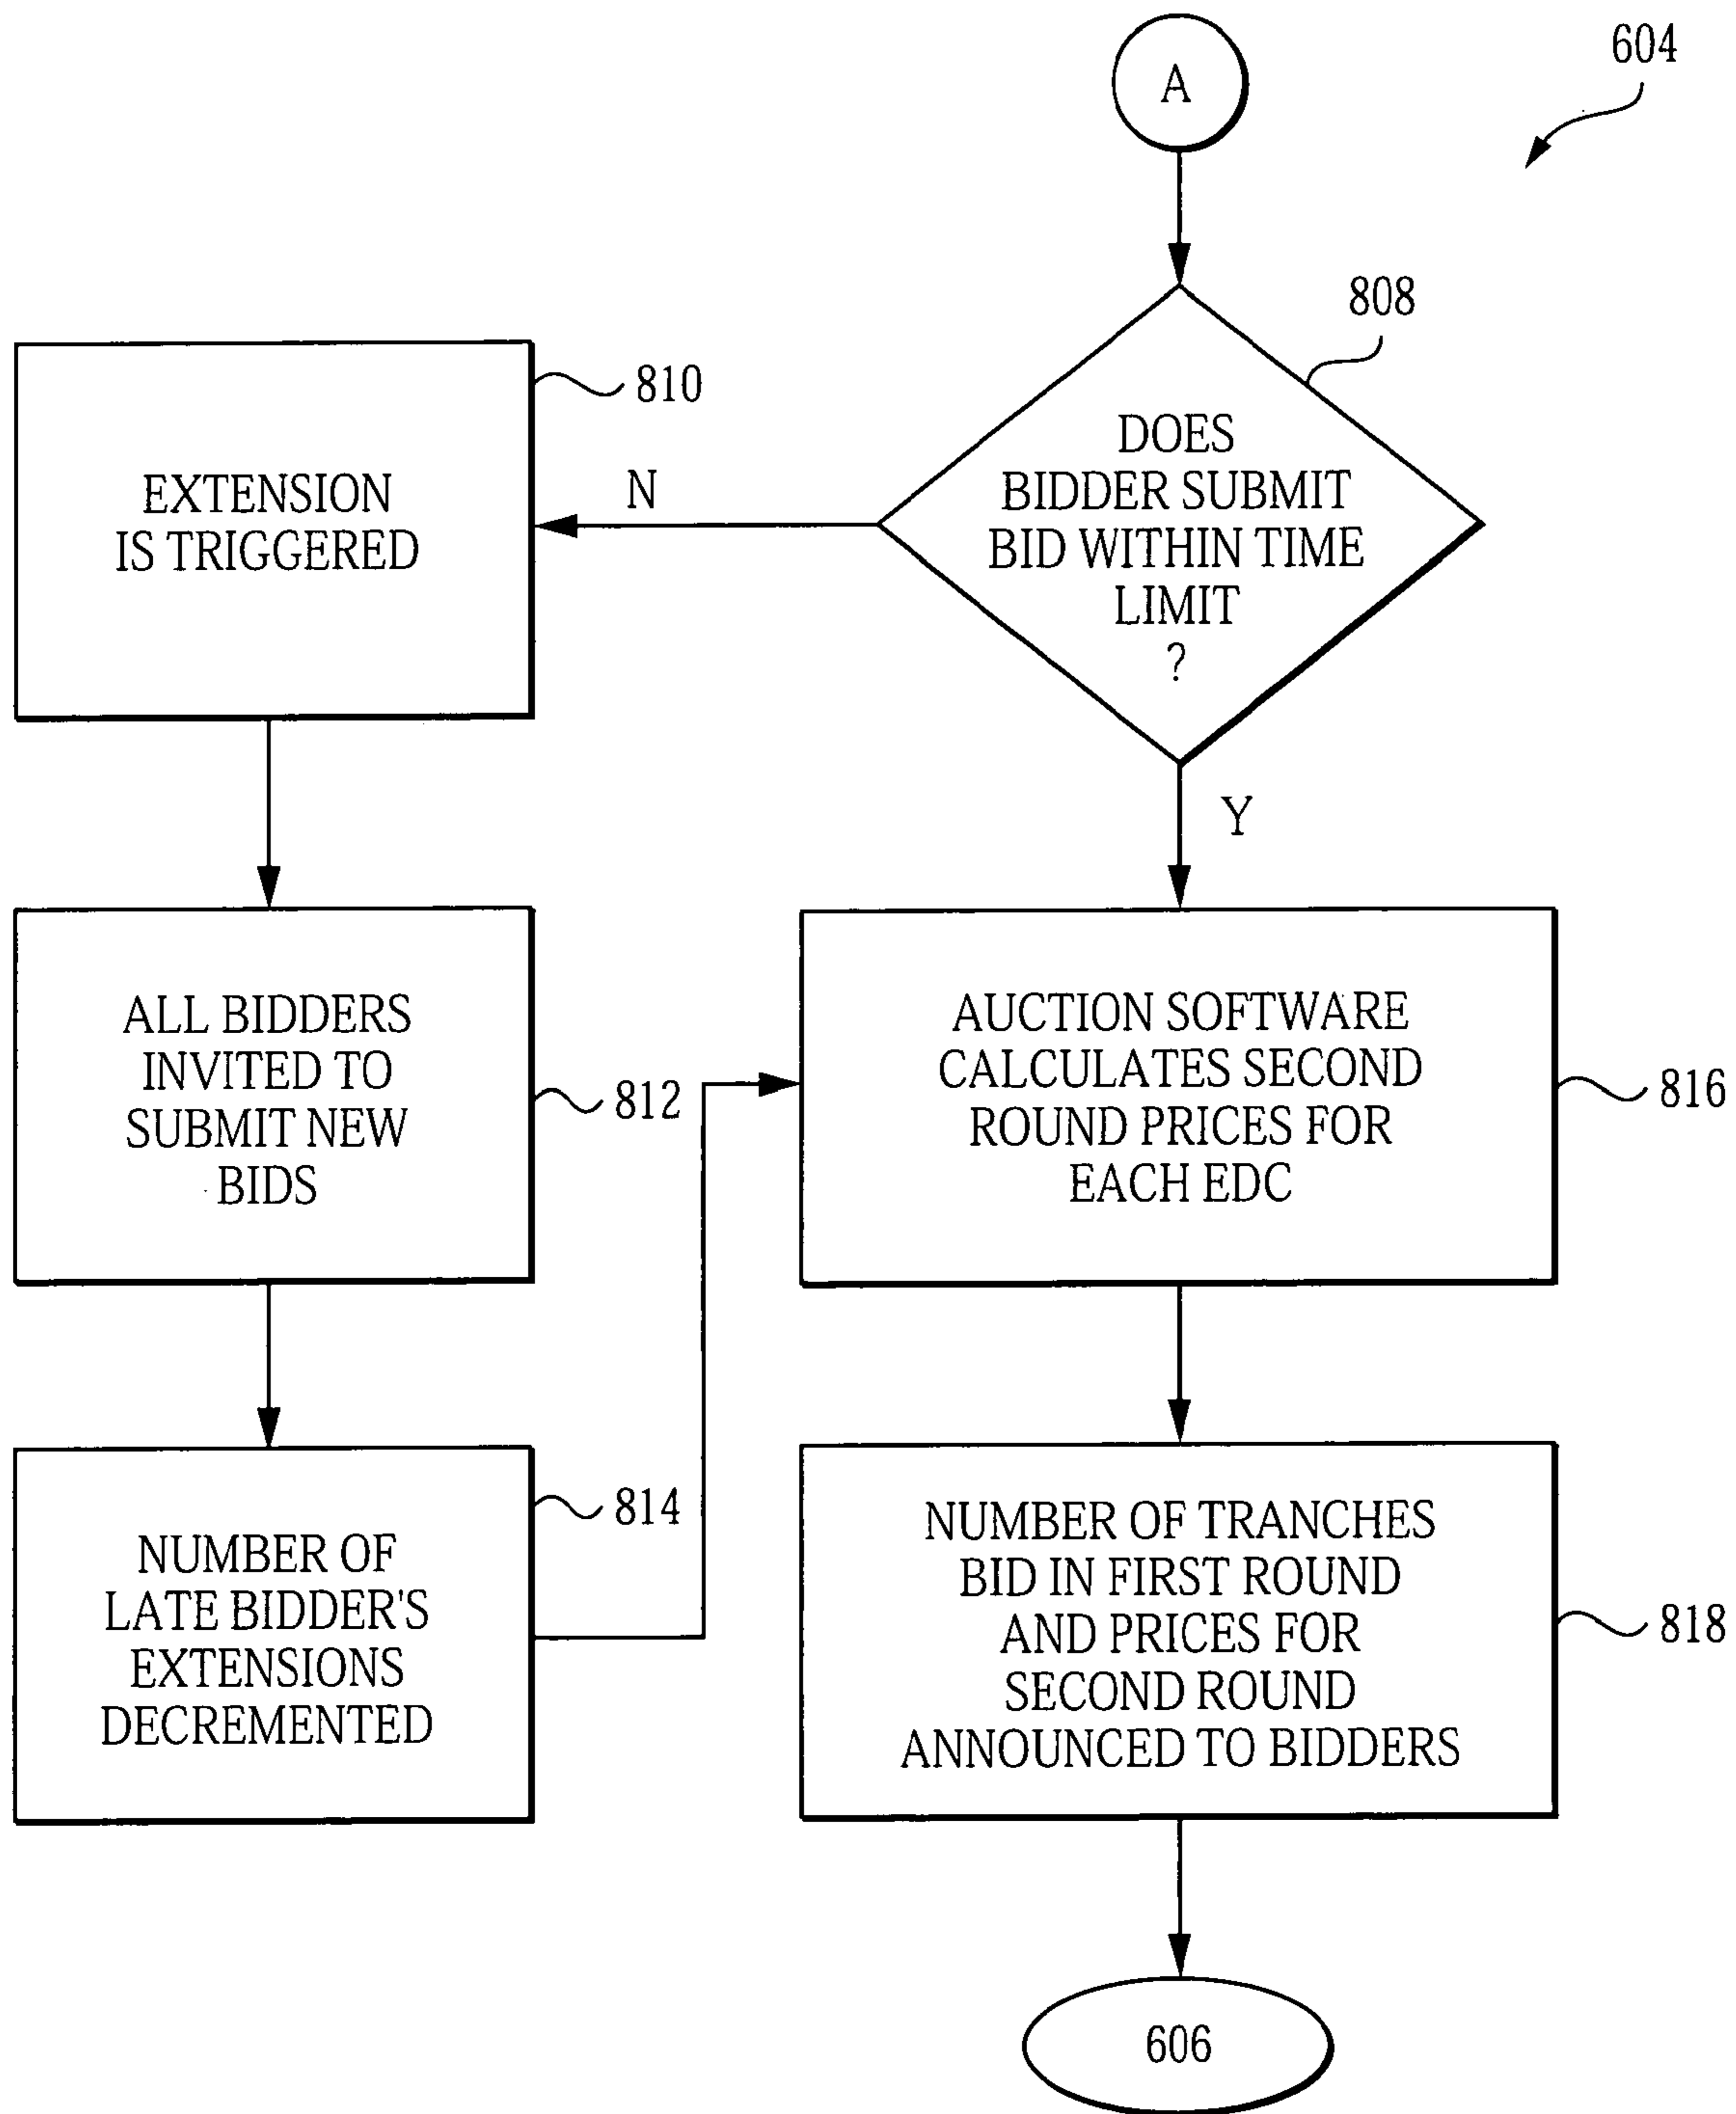 604
A
808
DOES
BIDDER SUBMIT
BID WITHIN TIME
LIMIT
?
N
810
EXTENSION
IS TRIGGERED
Y
ALL BIDDERS
INVITED TO
SUBMIT NEW
BIDS
812
AUCTION SOFTWARE
CALCULATES SECOND
ROUND PRICES FOR
EACH EDC
816
NUMBER OF
LATE BIDDER'S
EXTENSIONS
DECREMENTED
814
NUMBER OF TRANCHES
BID IN FIRST ROUND
AND PRICES FOR
SECOND ROUND
ANNOUNCED TO BIDDERS
818
606